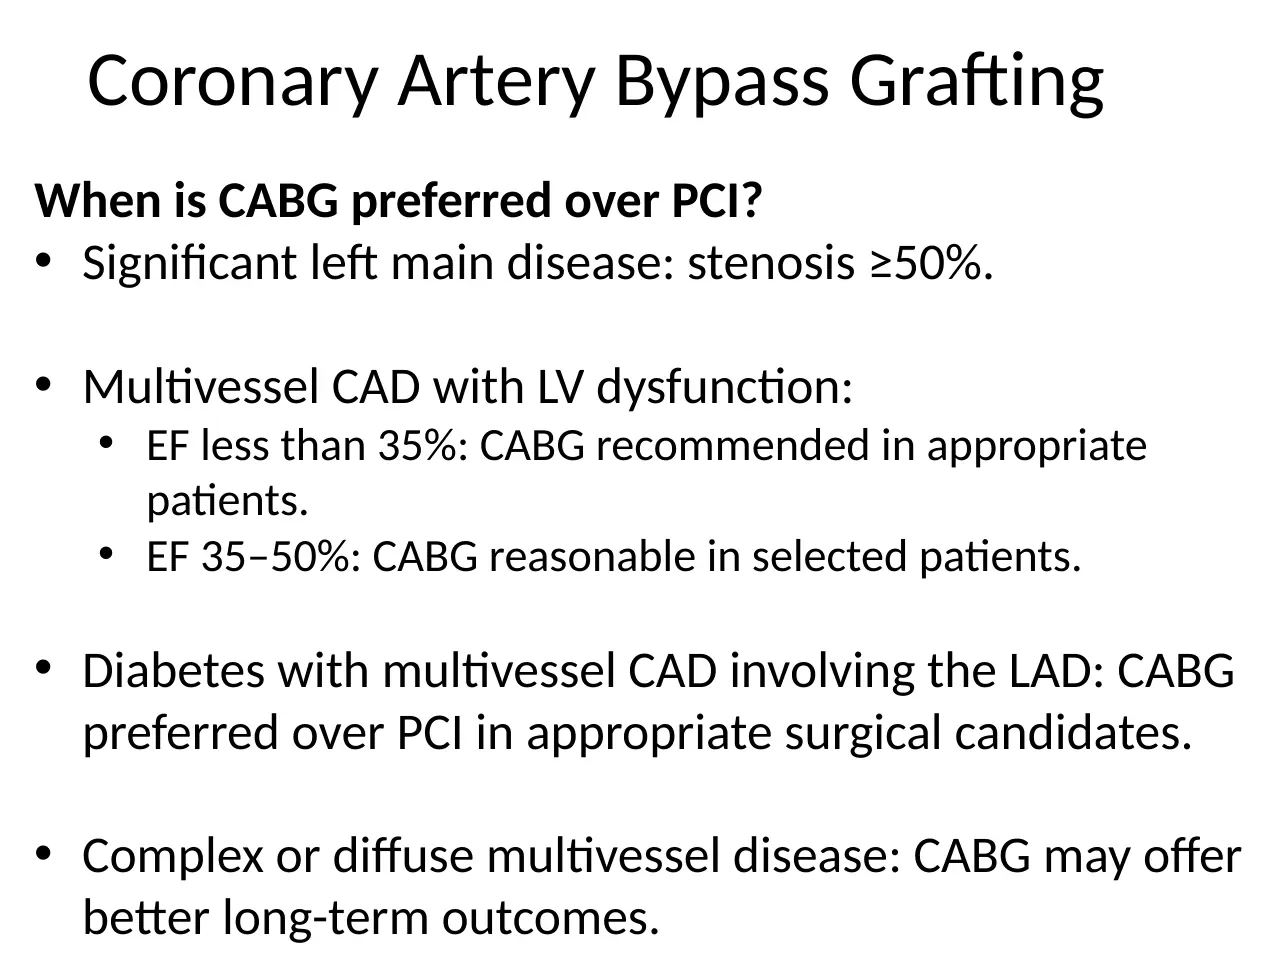 Coronary Artery Bypass Grafting
When is CABG preferred over PCI?
• Significant left main disease: stenosis ≥50%.
• Multivessel CAD with LV dysfunction:
• EF less than 35%: CABG recommended in appropriate
patients.
• EF 35–50%: CABG reasonable in selected patients.
• Diabetes with multivessel CAD involving the LAD: CABG
preferred over PCI in appropriate surgical candidates.
• Complex or diffuse multivessel disease: CABG may offer
better long-term outcomes.